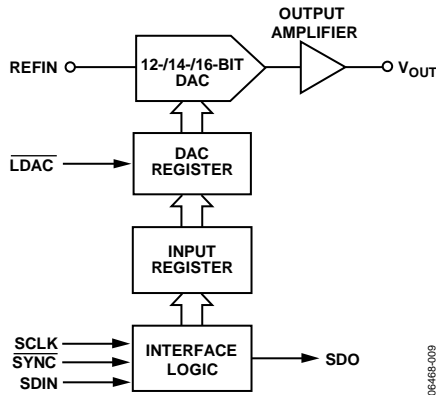 OUTPUT
AMPLIFIER
REFIN
12-/14-/16-BIT
DAC
VOUT
LDAC
DAC
REGISTER
INPUT
REGISTER
SCLK
SYNC
SDIN
INTERFACE
LOGIC
SDO
06468-009